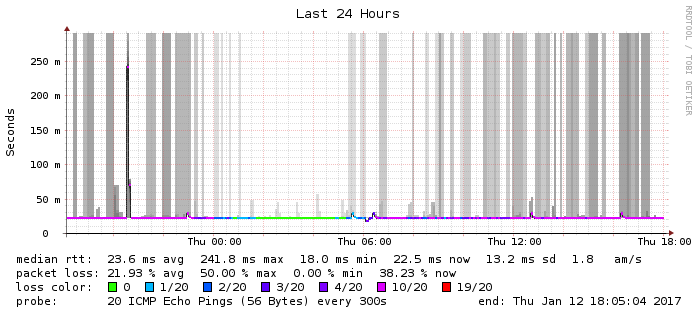 Last 24 Hours
RRDTOOL / TOBI OETIKER
Seconds
250 m
200 m
150 m
100 m
50 m
0
Thu 00:00 Thu 06:00 Thu 12:00 Thu 18:00
median rtt: 23.6 ms avg 241.8 ms max 18.0 ms min 22.5 ms now 13.2 ms sd 1.8 am/s
packet loss: 21.93 % avg 50.00 % max 0.00 % min 38.23 % now
loss color: 0 1/20 2/20 3/20 4/20 10/20 19/20
probe: 20 ICMP Echo Pings (56 Bytes) every 300s end: Thu Jan 12 18:05:04 2017